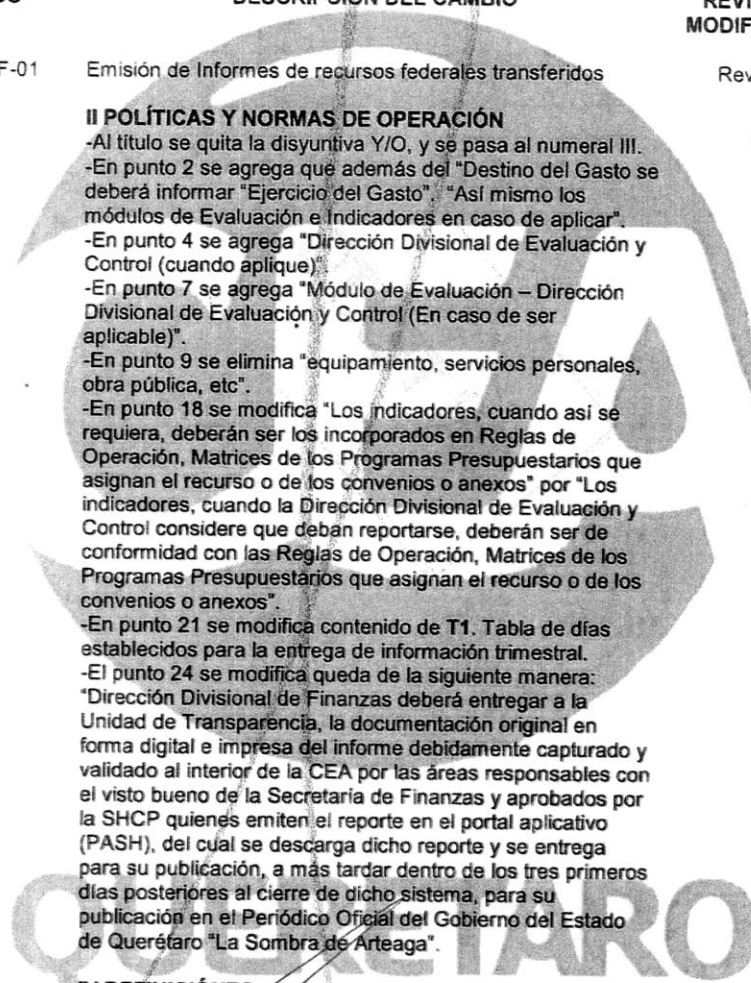 DESCRIPCIÓN DEL CAMBIO
MODIF
F-01 Emisión de Informes de recursos federales transferidos Rev
II POLÍTICAS Y NORMAS DE OPERACIÓN
-Al titulo se quita la disyuntiva Y/O, y se pasa al numeral III.
-En punto 2 se agrega que además del "Destino del Gasto se
deberá informar "Ejercicio del Gasto". "Así mismo los
módulos de Evaluación e Indicadores en caso de aplicar".
-En punto 4 se agrega "Dirección Divisional de Evaluación y
Control (cuando aplique)".
-En punto 7 se agrega "Módulo de Evaluación – Dirección
Divisional de Evaluación y Control (En caso de ser
aplicable)".
-En punto 9 se elimina "equipamiento, servicios personales,
obra pública, etc".
-En punto 18 se modifica "Los indicadores, cuando así se
requiera, deberán ser los incorporados en Reglas de
Operación, Matrices de los Programas Presupuestarios que
asignan el recurso o de los convenios o anexos" por "Los
indicadores, cuando la Dirección Divisional de Evaluación y
Control considere que deban reportarse, deberán ser de
conformidad con las Reglas de Operación, Matrices de los
Programas Presupuestarios que asignan el recurso o de los
convenios o anexos".
-En punto 21 se modifica contenido de T1. Tabla de días
establecidos para la entrega de información trimestral.
-El punto 24 se modifica queda de la siguiente manera:
"Dirección Divisional de Finanzas deberá entregar a la
Unidad de Transparencia, la documentación original en
forma digital e impresa del informe debidamente capturado y
validado al interior de la CEA por las áreas responsables con
el visto bueno de la Secretaría de Finanzas y aprobados por
la SHCP quienes emiten el reporte en el portal aplicativo
(PASH), del cual se descarga dicho reporte y se entrega
para su publicación, a más tardar dentro de los tres primeros
días posteriores al cierre de dicho sistema, para su
publicación en el Periódico Oficial del Gobierno del Estado
de Querétaro "La Sombra de Arteaga".
CEA
QUERETARO